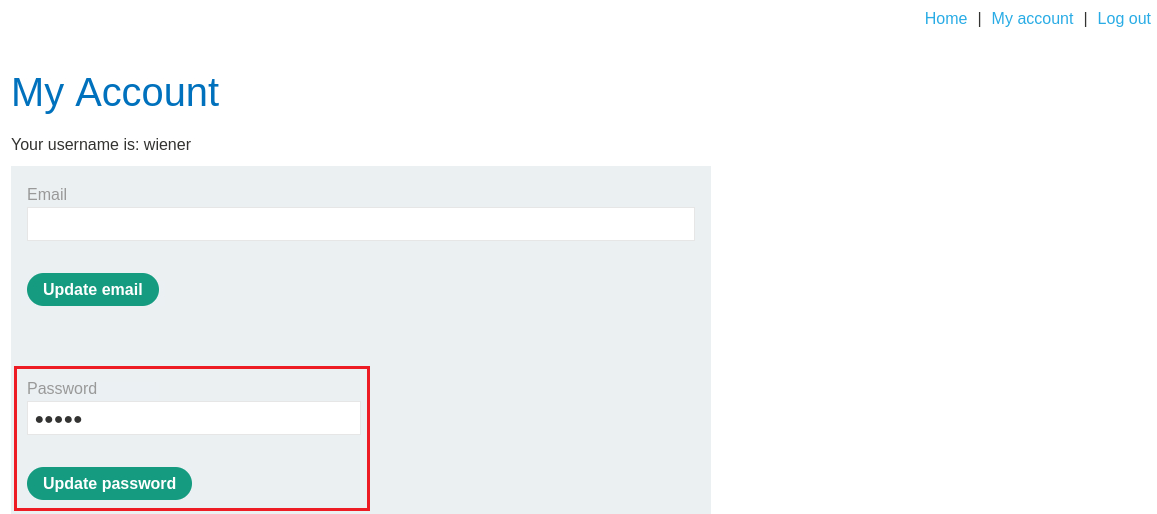 Home | My account | Log out
My Account
Your username is: wiener
Email
Update email
Password
●●●●●
Update password